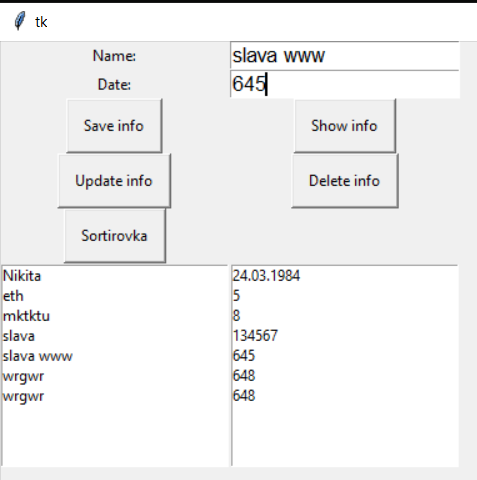 tk
Name: slava www
Date: 645
Save info Show info
Update info Delete info
Sortirovka
Nikita 24.03.1984
eth 5
mktktu 8
slava 134567
slava www 645
wrgwr 648
wrgwr 648